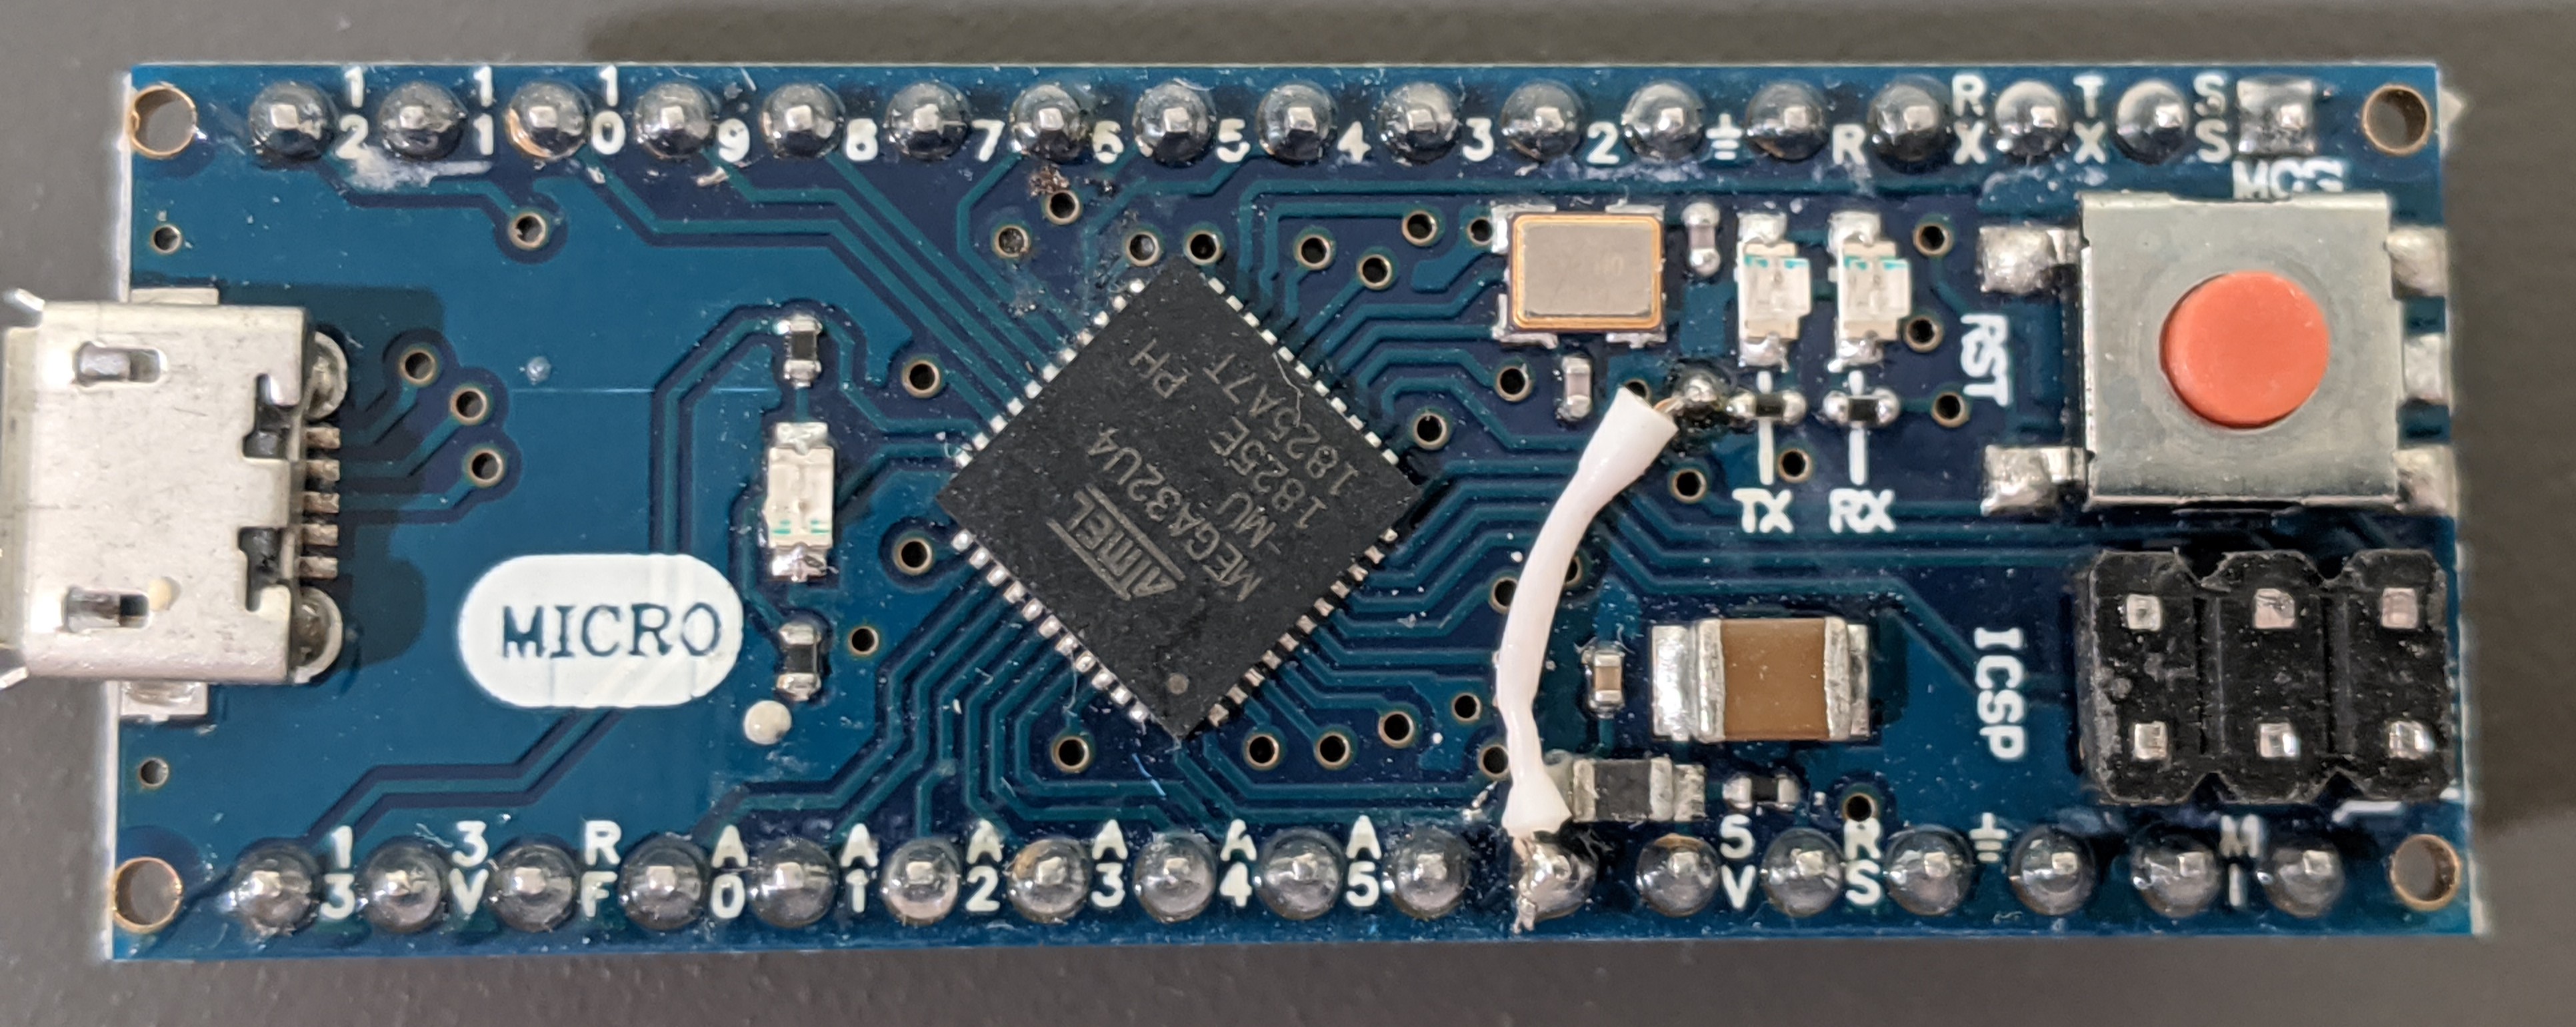 12 11 10 9 8 7 6 5 4 3 2 R RX TX SS
RST
TX RX
ATMEL
MEGA32U4
-MU
1825E PH
1825A7T
MICRO
ICSP
13 3V RF A0 A1 A2 A3 A4 A5 5V RS MI